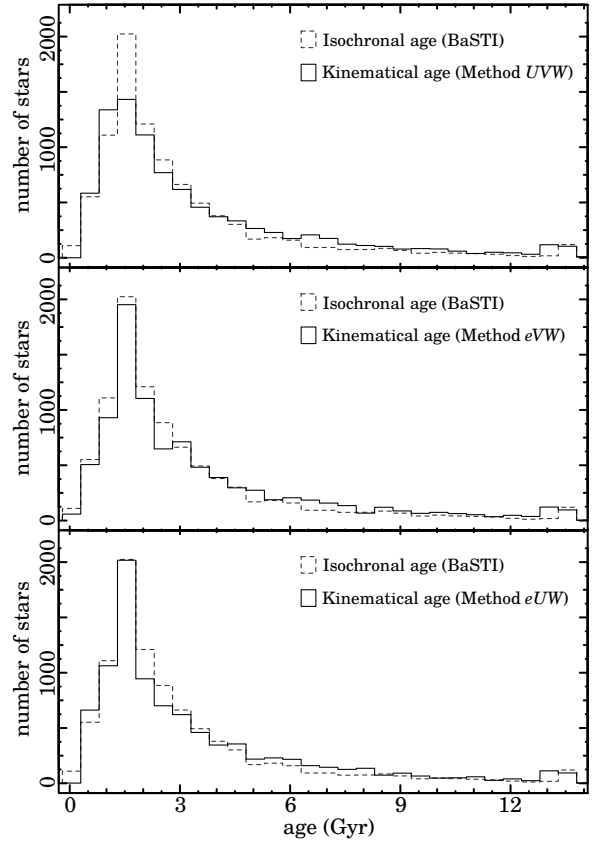 number of stars
0 1000 2000
Isochronal age (BaSTI)
Kinematical age (Method UVW)
number of stars
0 1000 2000
Isochronal age (BaSTI)
Kinematical age (Method eVW)
number of stars
0 1000 2000
Isochronal age (BaSTI)
Kinematical age (Method eUW)
0 3 6 9 12
age (Gyr)